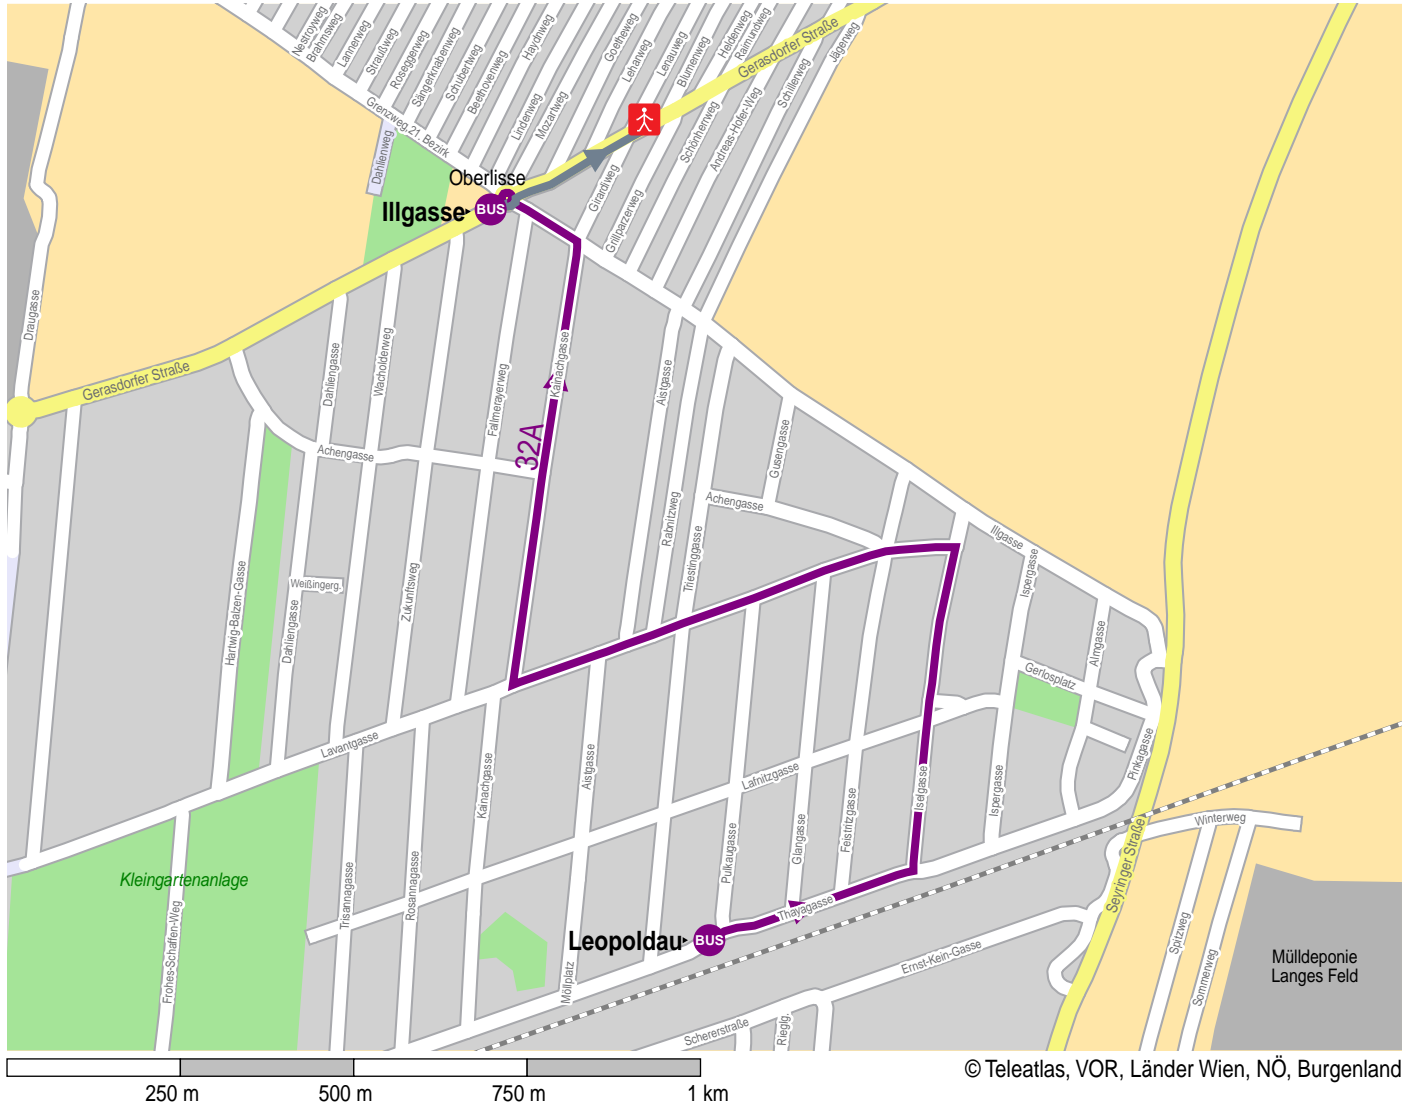 Nestroyweg
Brahmsweg
Lannerweg
Straußweg
Roseggerweg
Sängerknabenweg
Schubertweg
Beethovenweg
Haydnweg
Lindenweg
Mozartweg
Goetheweg
Leharweg
Lenauweg
Blumenweg
Heidenweg
Raimundweg
Gerasdorfer Straße
Schillerweg
Jägerweg
Schönherrweg
Andreas-Hofer-Weg
Grenzweg, 21. Bezirk
Dahlienweg
Oberlisse
Illgasse
BUS
Girardiweg
Grillparzerweg
Draugasse
Gerasdorfer Straße
Dahliengasse
Wacholderweg
Fallmerayerweg
Kainachgasse
Aistgasse
32A
Achengasse
Gusengasse
Achengasse
Rabnitzweg
Triestinggasse
Illgasse
Ispergasse
Almgasse
Gerlosplatz
Weißingerg.
Hartwig-Balzen-Gasse
Dahliengasse
Zukunftsweg
Lavantgasse
Kainachgasse
Aistgasse
Lafnitzgasse
Iselgasse
Ispergasse
Pinkagasse
Pulkaugasse
Glangasse
Feistritzgasse
Winterweg
Seyringer Straße
Kleingartenanlage
Frohes-Schaffen-Weg
Trisannagasse
Rosannagasse
Thayagasse
Leopoldau
BUS
Möllplatz
Ernst-Kein-Gasse
Schererstraße
Rieglg.
Spitzweg
Sommerweg
Mülldeponie
Langes Feld
250 m
500 m
750 m
1 km
© Teleatlas, VOR, Länder Wien, NÖ, Burgenland